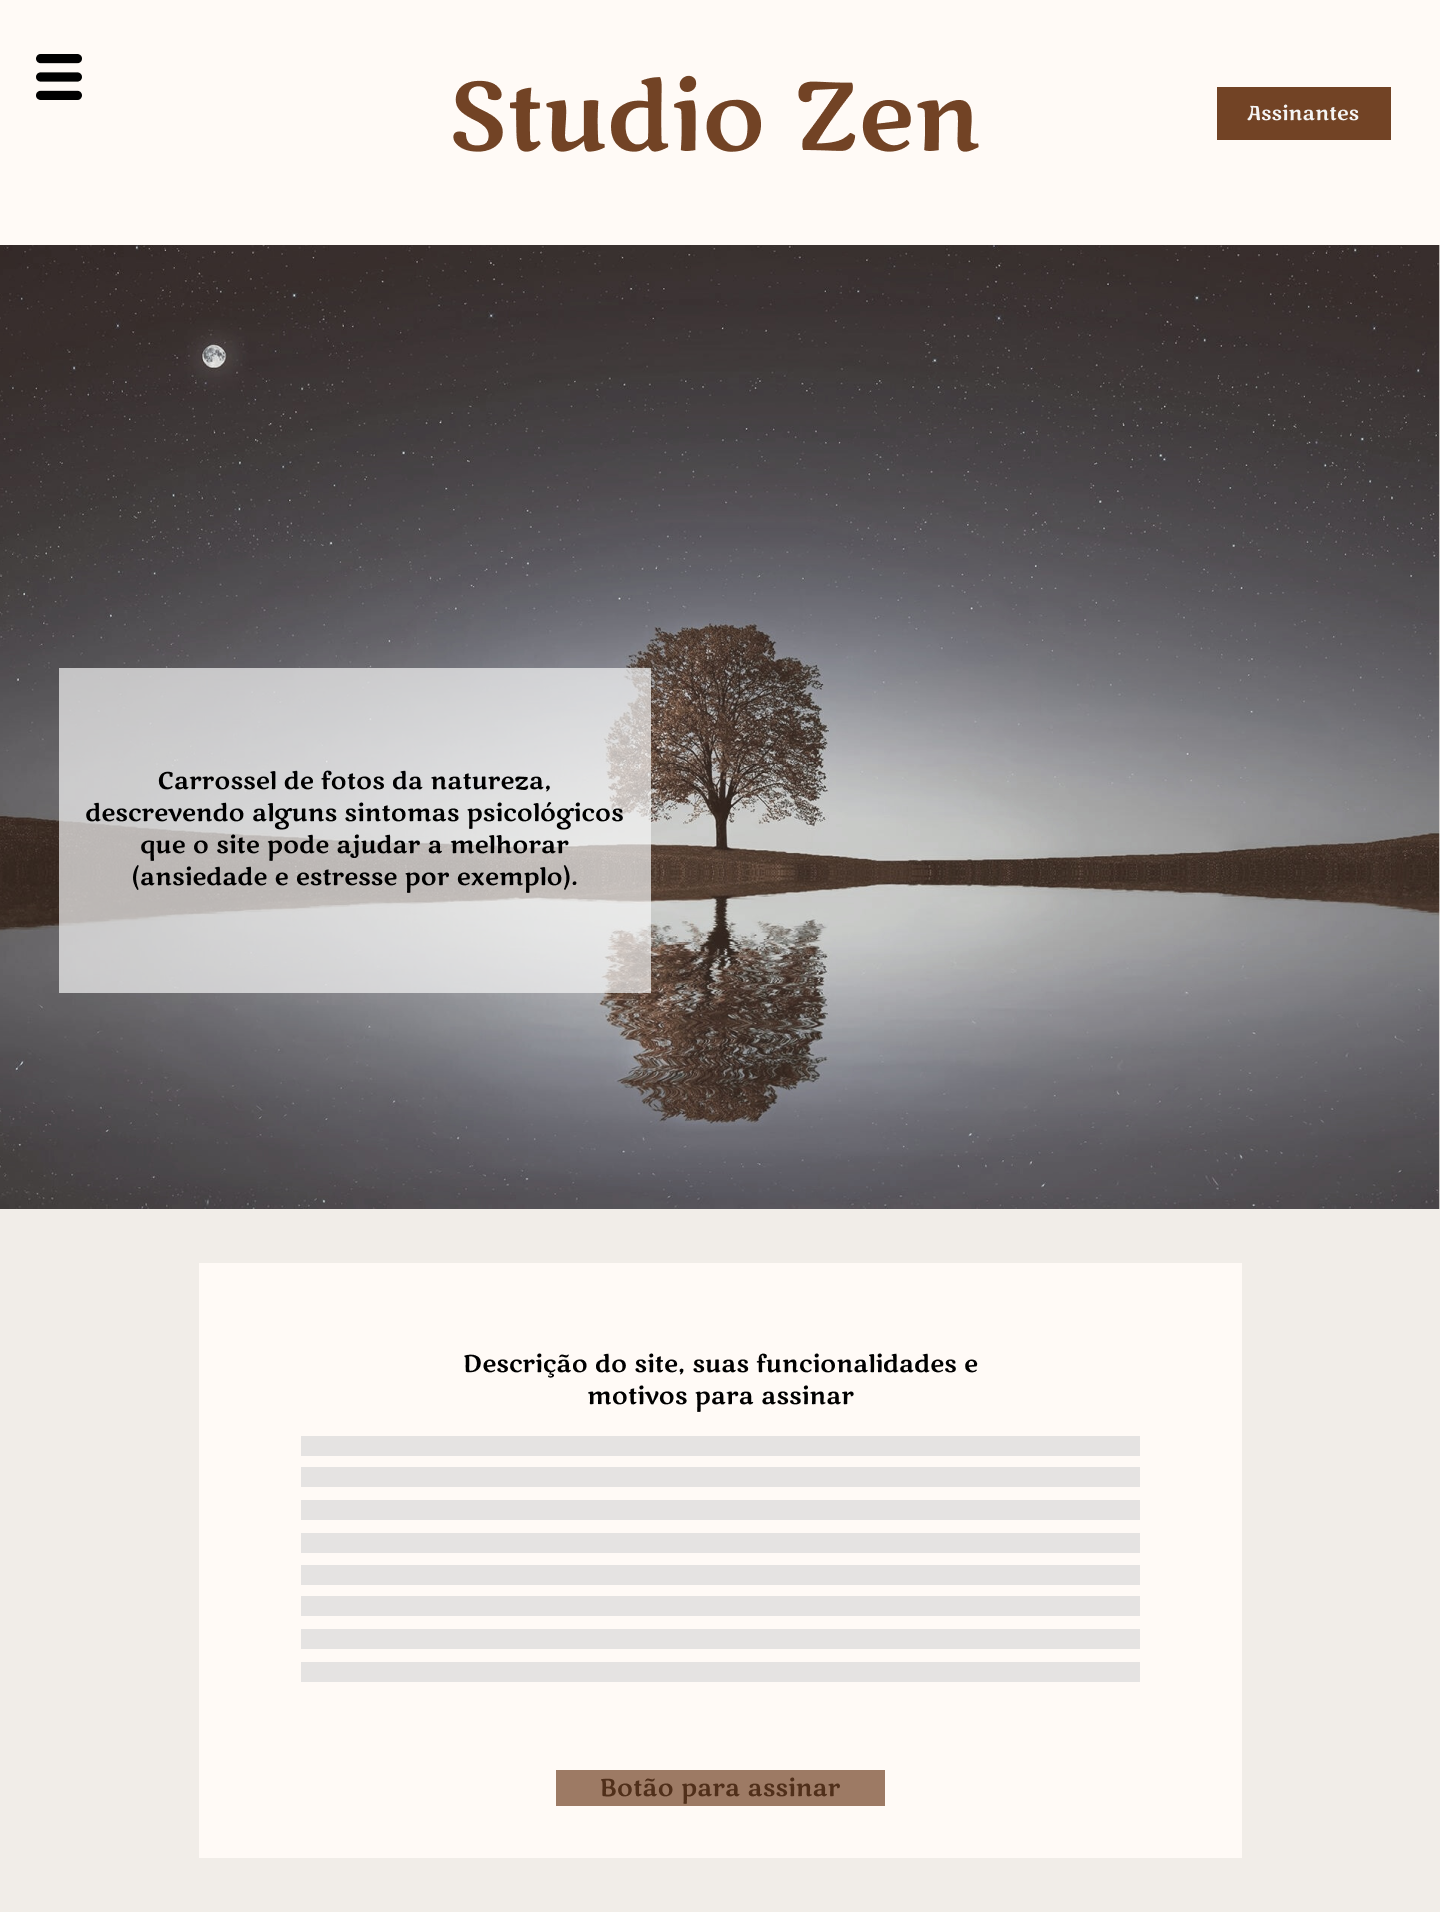 Studio Zen
Assinantes
Carrossel de fotos da natureza,
descrevendo alguns sintomas psicológicos
que o site pode ajudar a melhorar
(ansiedade e estresse por exemplo).
Descrição do site, suas funcionalidades e
motivos para assinar
Botão para assinar